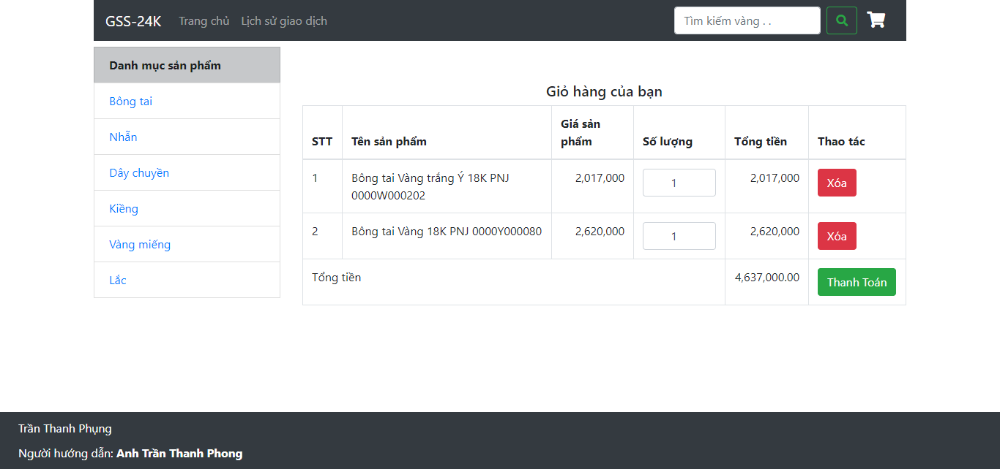 GSS-24K Trang chủ Lịch sử giao dịch Tìm kiếm vàng . .
Danh mục sản phẩm
Bông tai
Nhẫn
Dây chuyền
Kiềng
Vàng miếng
Lắc
Giỏ hàng của bạn
STT Tên sản phẩm Giá sản phẩm Số lượng Tổng tiền Thao tác
1 Bông tai Vàng trắng Ý 18K PNJ 2,017,000 1 2,017,000 Xóa
0000W000202
2 Bông tai Vàng 18K PNJ 0000Y000080 2,620,000 1 2,620,000 Xóa
Tổng tiền 4,637,000.00 Thanh Toán
Trần Thanh Phụng
Người hướng dẫn: Anh Trần Thanh Phong